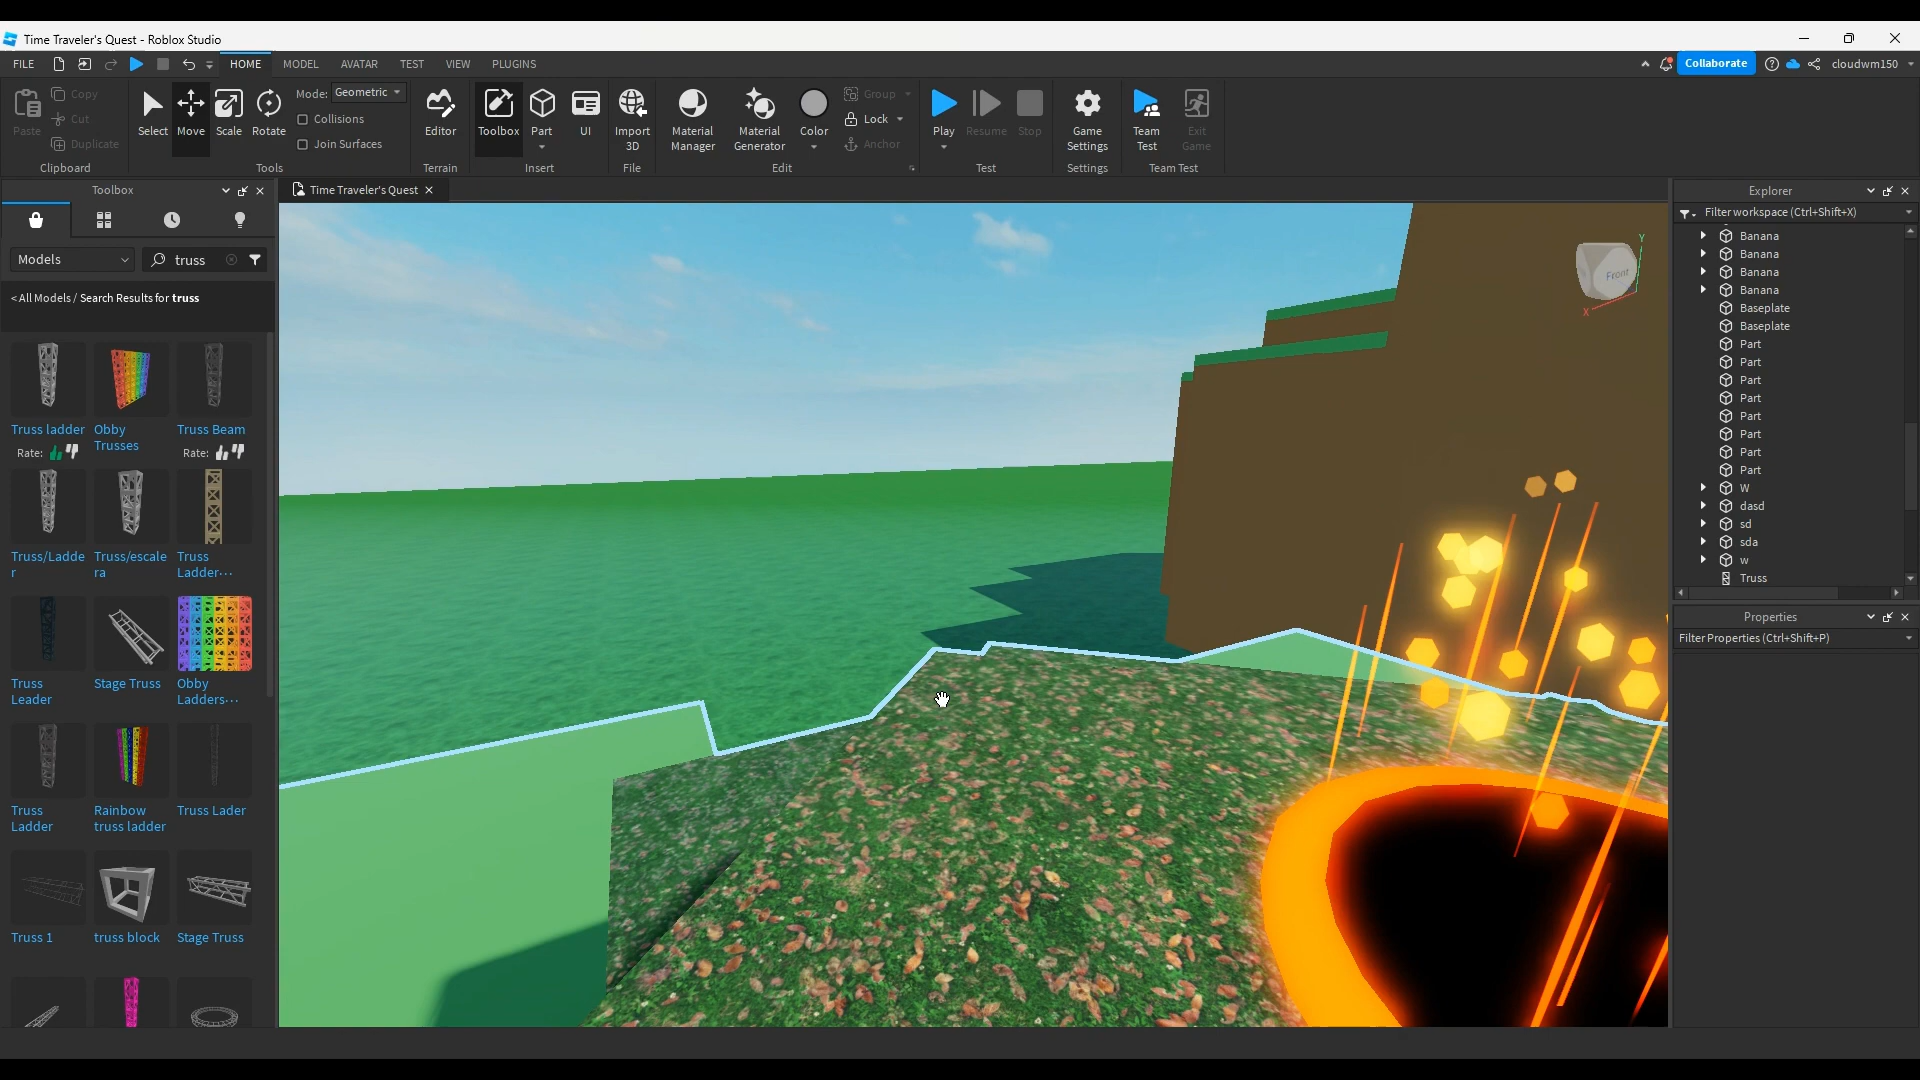 Time Traveler's Quest - Roblox Studio
FILE
HOME
MODEL
AVATAR
TEST
VIEW
PLUGINS
Collaborate
cloudwm150
Paste
Copy
Cut
Duplicate
Clipboard
Select
Move
Scale
Rotate
Mode: Geometric
Collisions
Join Surfaces
Tools
Editor
Terrain
Toolbox
Part
UI
Insert
Import
3D
File
Material
Manager
Material
Generator
Color
Group
Lock
Anchor
Edit
Play
Resume
Stop
Test
Game
Settings
Settings
Team
Test
Exit
Game
Team Test
Toolbox
Models
truss
< All Models / Search Results for truss
Truss ladder
Rate:
Obby
Trusses
Truss Beam
Rate:
Truss/Ladde
r
Truss/escale
ra
Truss
Ladder...
Truss
Leader
Stage Truss
Obby
Ladders...
Truss
Ladder
Rainbow
truss ladder
Truss Lader
Truss 1
truss block
Stage Truss
Time Traveler's Quest
Front
Y
X
Explorer
Filter workspace (Ctrl+Shift+X)
Banana
Banana
Banana
Banana
Baseplate
Baseplate
Part
Part
Part
Part
Part
Part
Part
Part
W
dasd
sd
sda
w
Truss
Properties
Filter Properties (Ctrl+Shift+P)